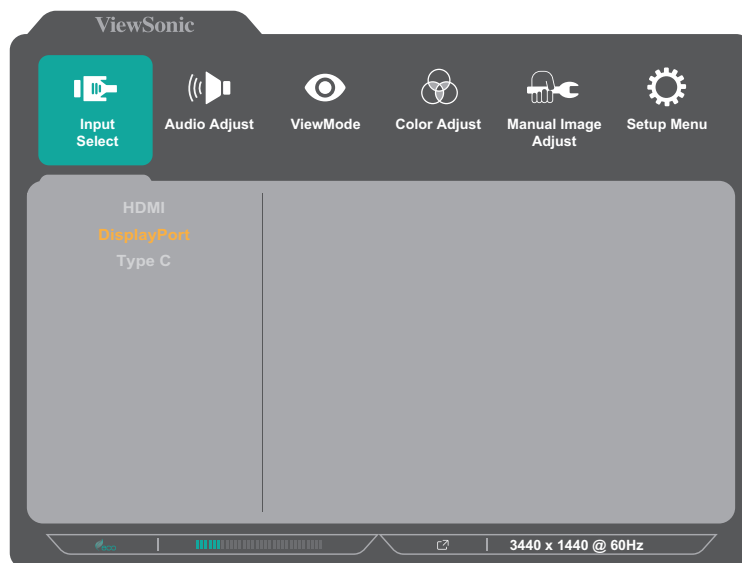 ViewSonic
Input
Select
Audio Adjust
ViewMode
Color Adjust
Manual Image
Adjust
Setup Menu
HDMI
DisplayPort
Type C
eco
3440 x 1440 @ 60Hz